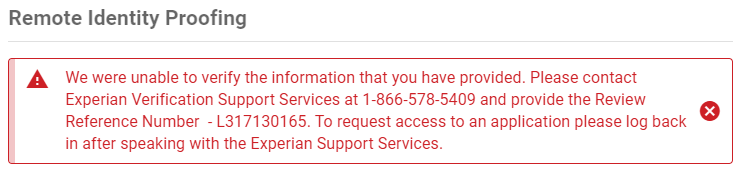 Remote Identity Proofing
We were unable to verify the information that you have provided. Please contact
Experian Verification Support Services at 1-866-578-5409 and provide the Review
Reference Number  - L317130165. To request access to an application please log back
in after speaking with the Experian Support Services.